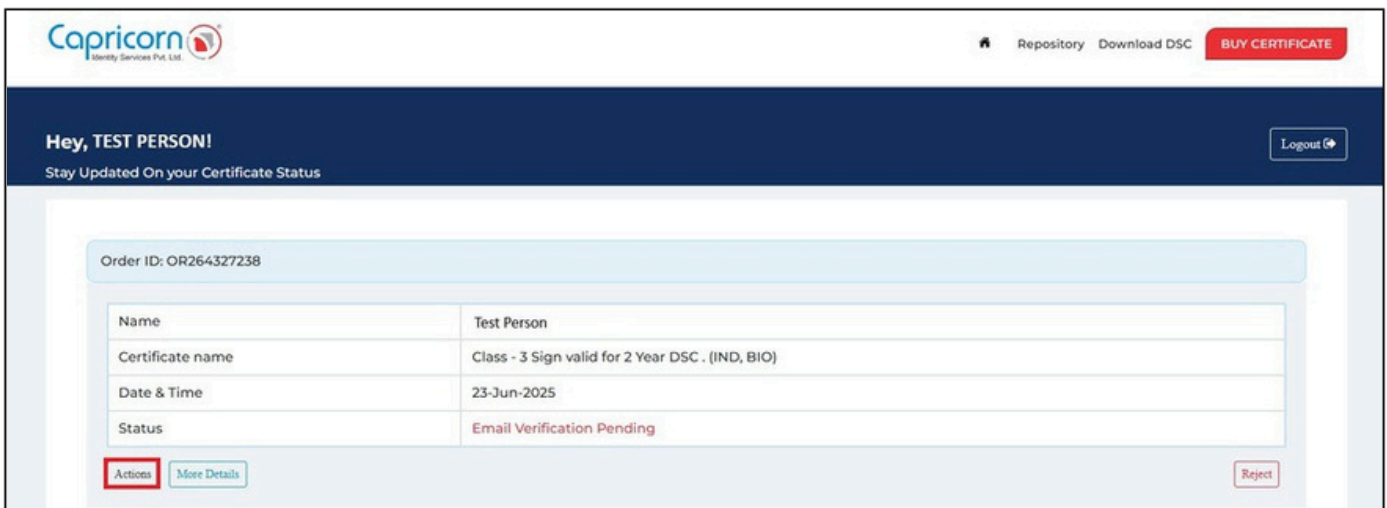 Capricorn
Identity Services Pvt. Ltd.
Repository Download DSC BUY CERTIFICATE
Hey, TEST PERSON!
Logout
Stay Updated On your Certificate Status
Order ID: OR264327238
Name Test Person
Certificate name Class - 3 Sign valid for 2 Year DSC . (IND, BIO)
Date & Time 23-Jun-2025
Status Email Verification Pending
Actions More Details Reject